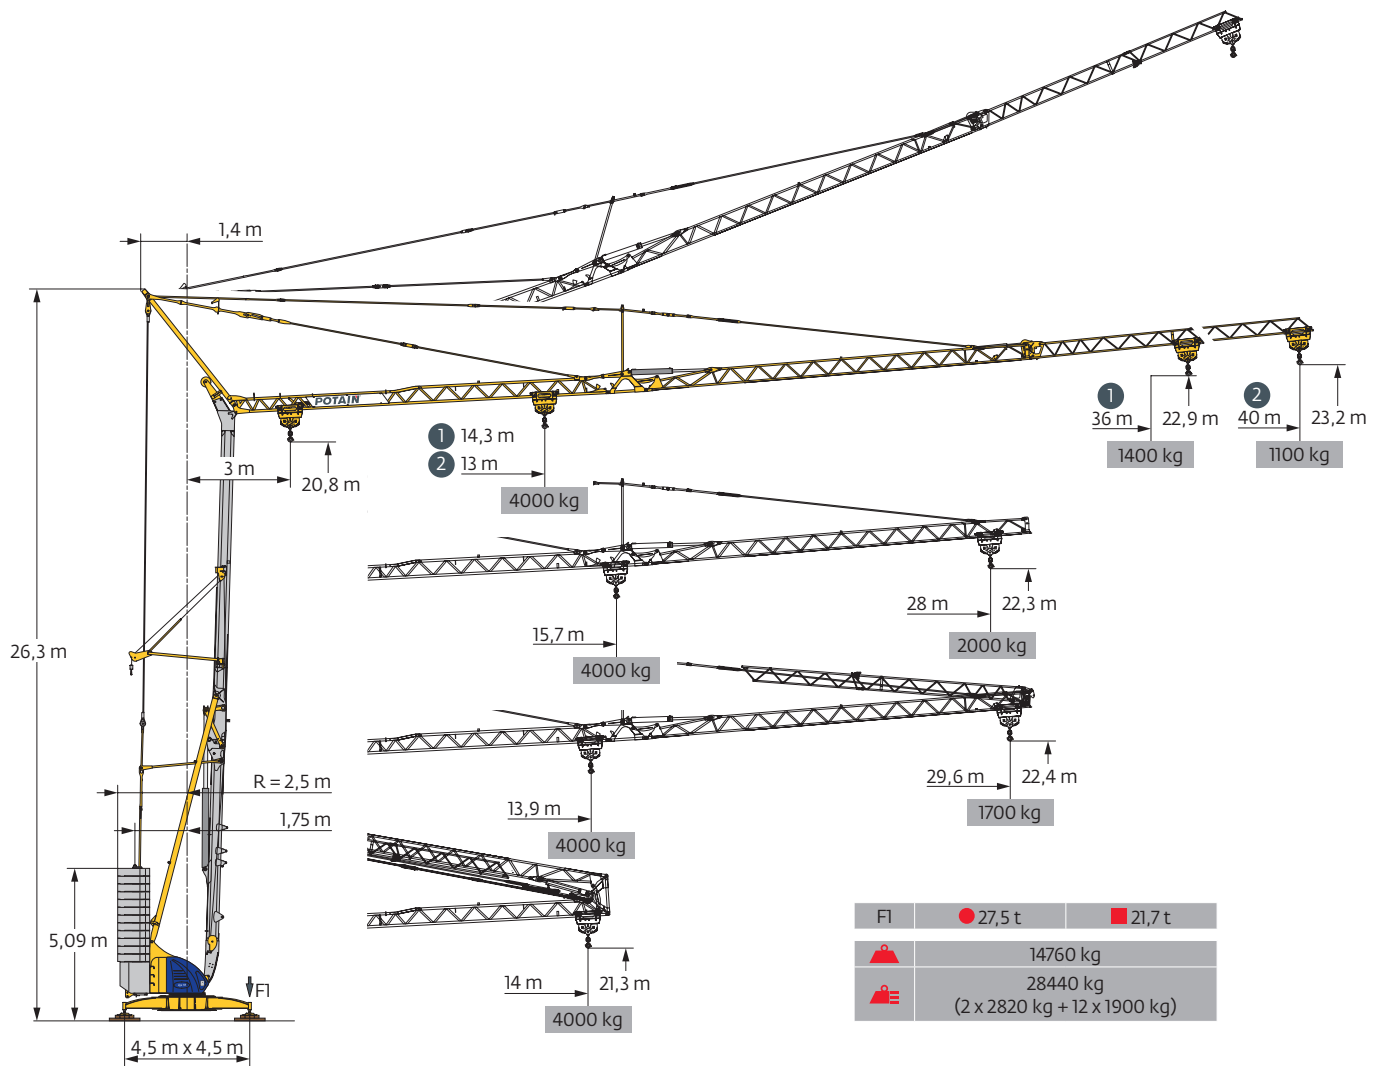 1,4 m
POTAIN
1
36 m
22,9 m
1400 kg
2
40 m
23,2 m
1100 kg
3 m
20,8 m
1 14,3 m
2 13 m
4000 kg
28 m
22,3 m
2000 kg
15,7 m
4000 kg
26,3 m
R = 2,5 m
1,75 m
29,6 m
22,4 m
1700 kg
13,9 m
4000 kg
5,09 m
14 m
21,3 m
4000 kg
F1
4,5 m x 4,5 m
F1 27,5 t 21,7 t
14760 kg
28440 kg
(2 x 2820 kg + 12 x 1900 kg)